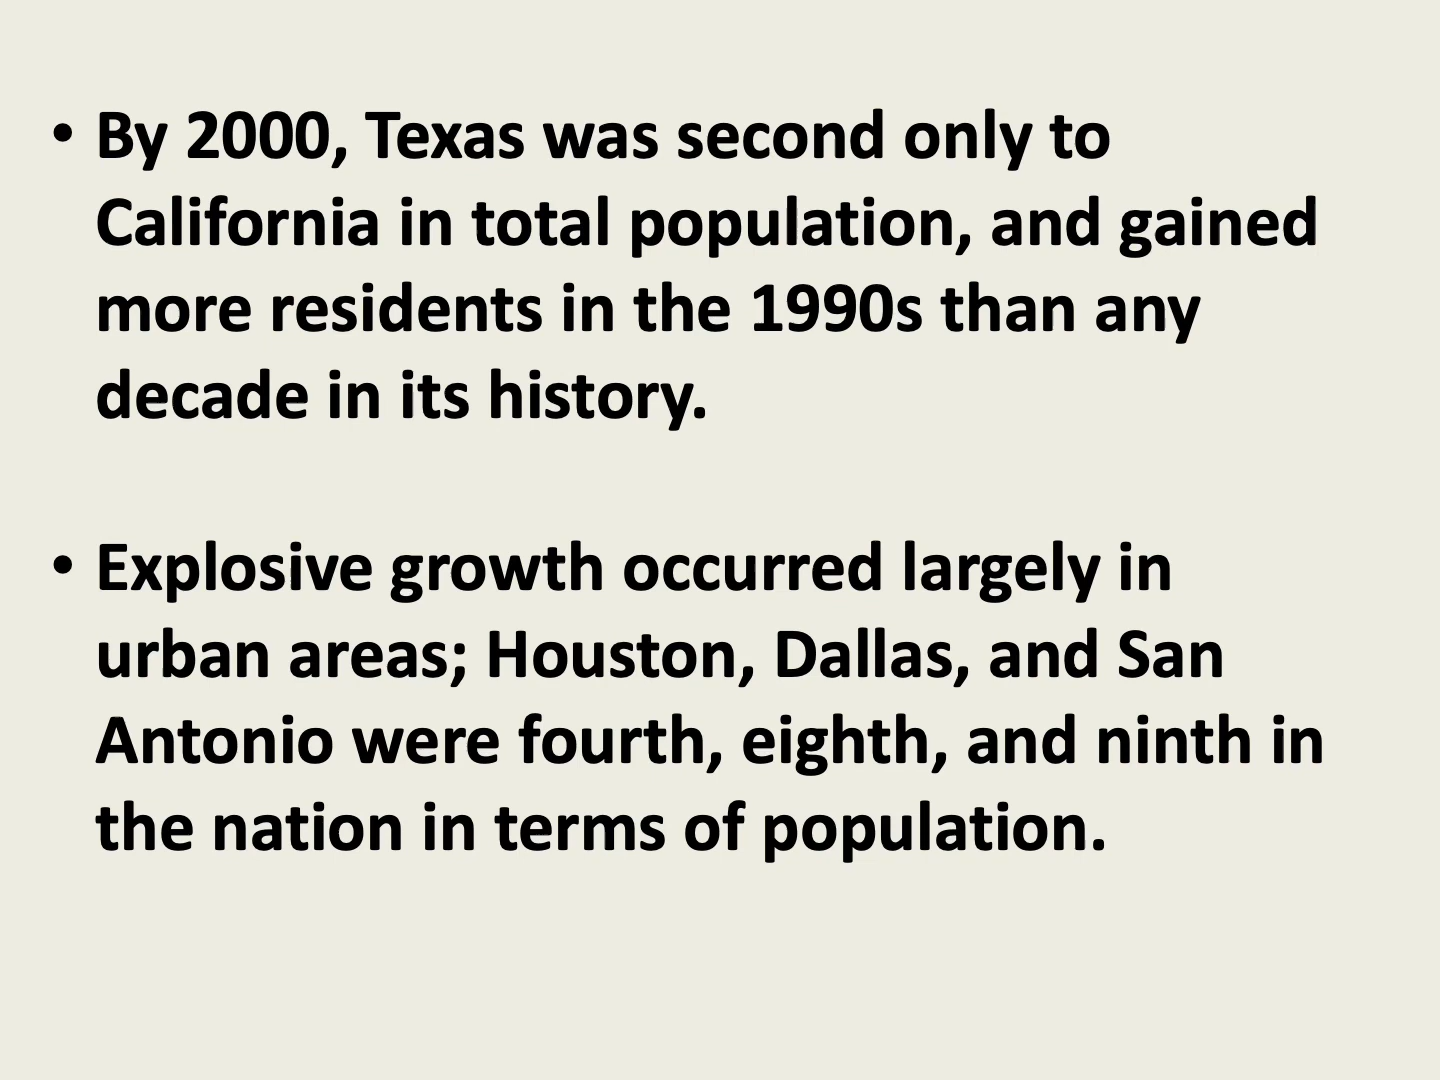 • By 2000, Texas was second only to
California in total population, and gained
more residents in the 1990s than any
decade in its history.
• Explosive growth occurred largely in
urban areas; Houston, Dallas, and San
Antonio were fourth, eighth, and ninth in
the nation in terms of population.